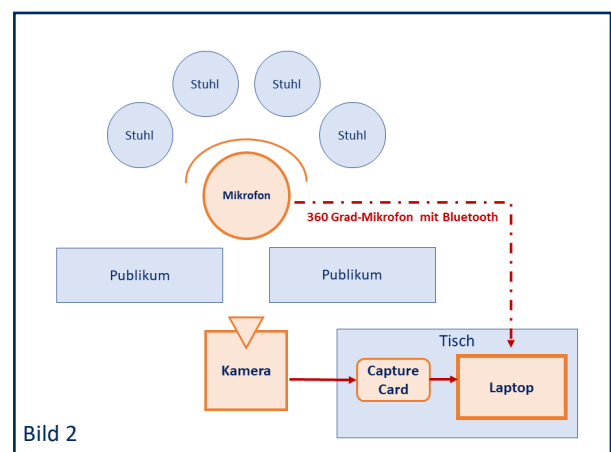 Stuhl
Stuhl
Stuhl
Stuhl
Mikrofon
360 Grad-Mikrofon mit Bluetooth
Publikum
Publikum
Tisch
Kamera
Capture
Card
Laptop
Bild 2